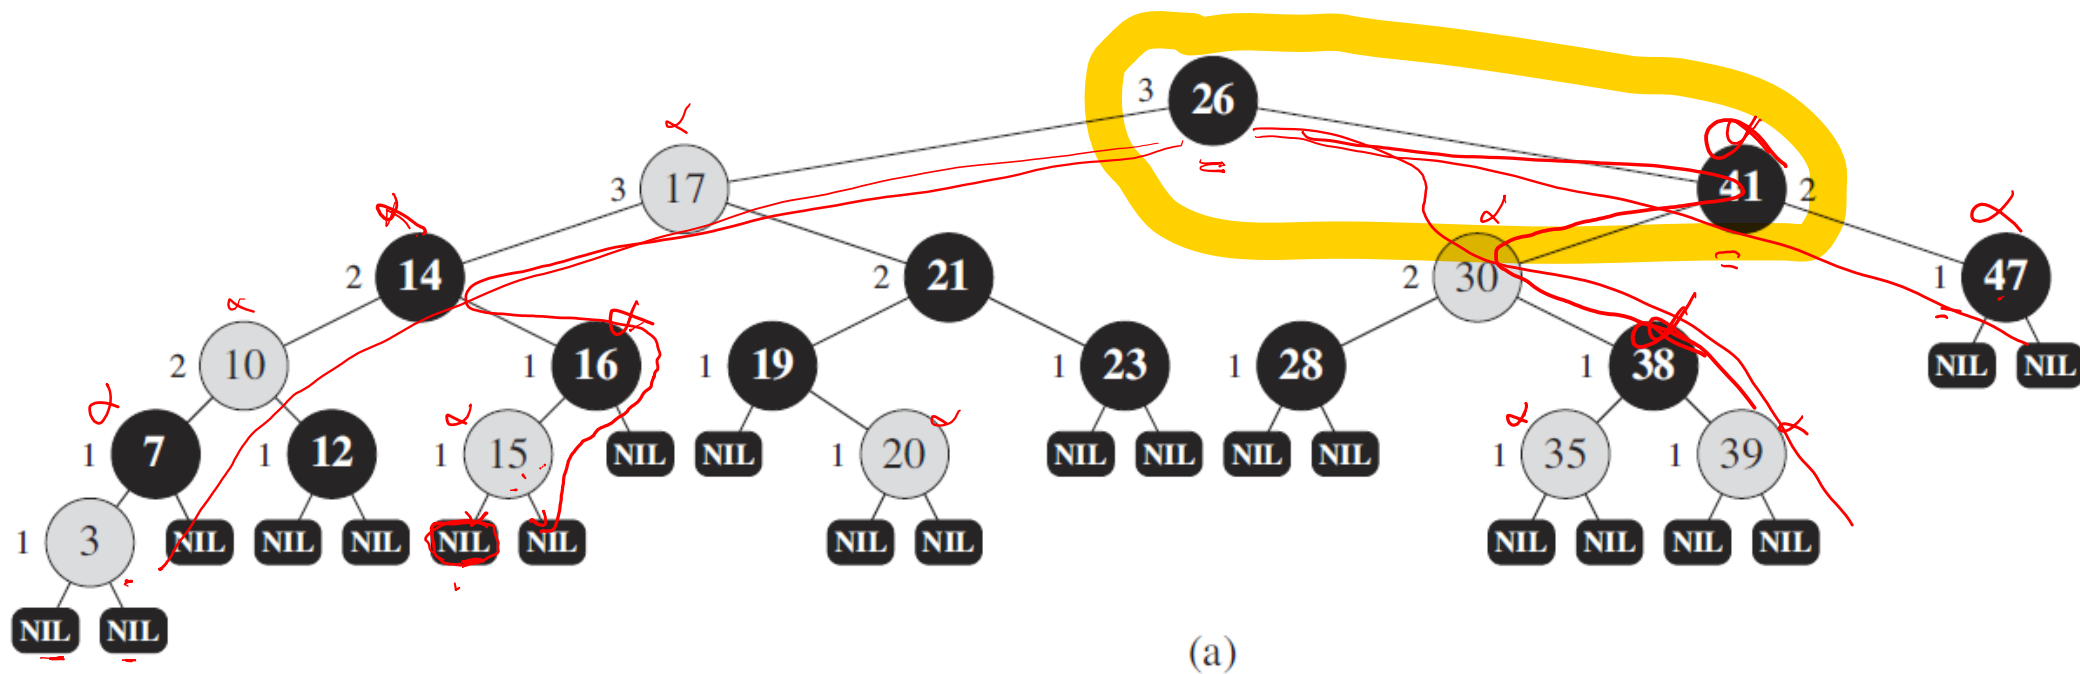 3 26
3 17 41 2
2 14 2 21 2 30 1 47
2 10 1 16 1 19 1 23 1 28 1 38 NIL NIL
1 7 1 12 1 15 NIL NIL 1 20 NIL NIL NIL NIL 1 35 1 39
1 3 NIL NIL NIL NIL NIL NIL NIL NIL NIL NIL NIL
NIL NIL
(a)